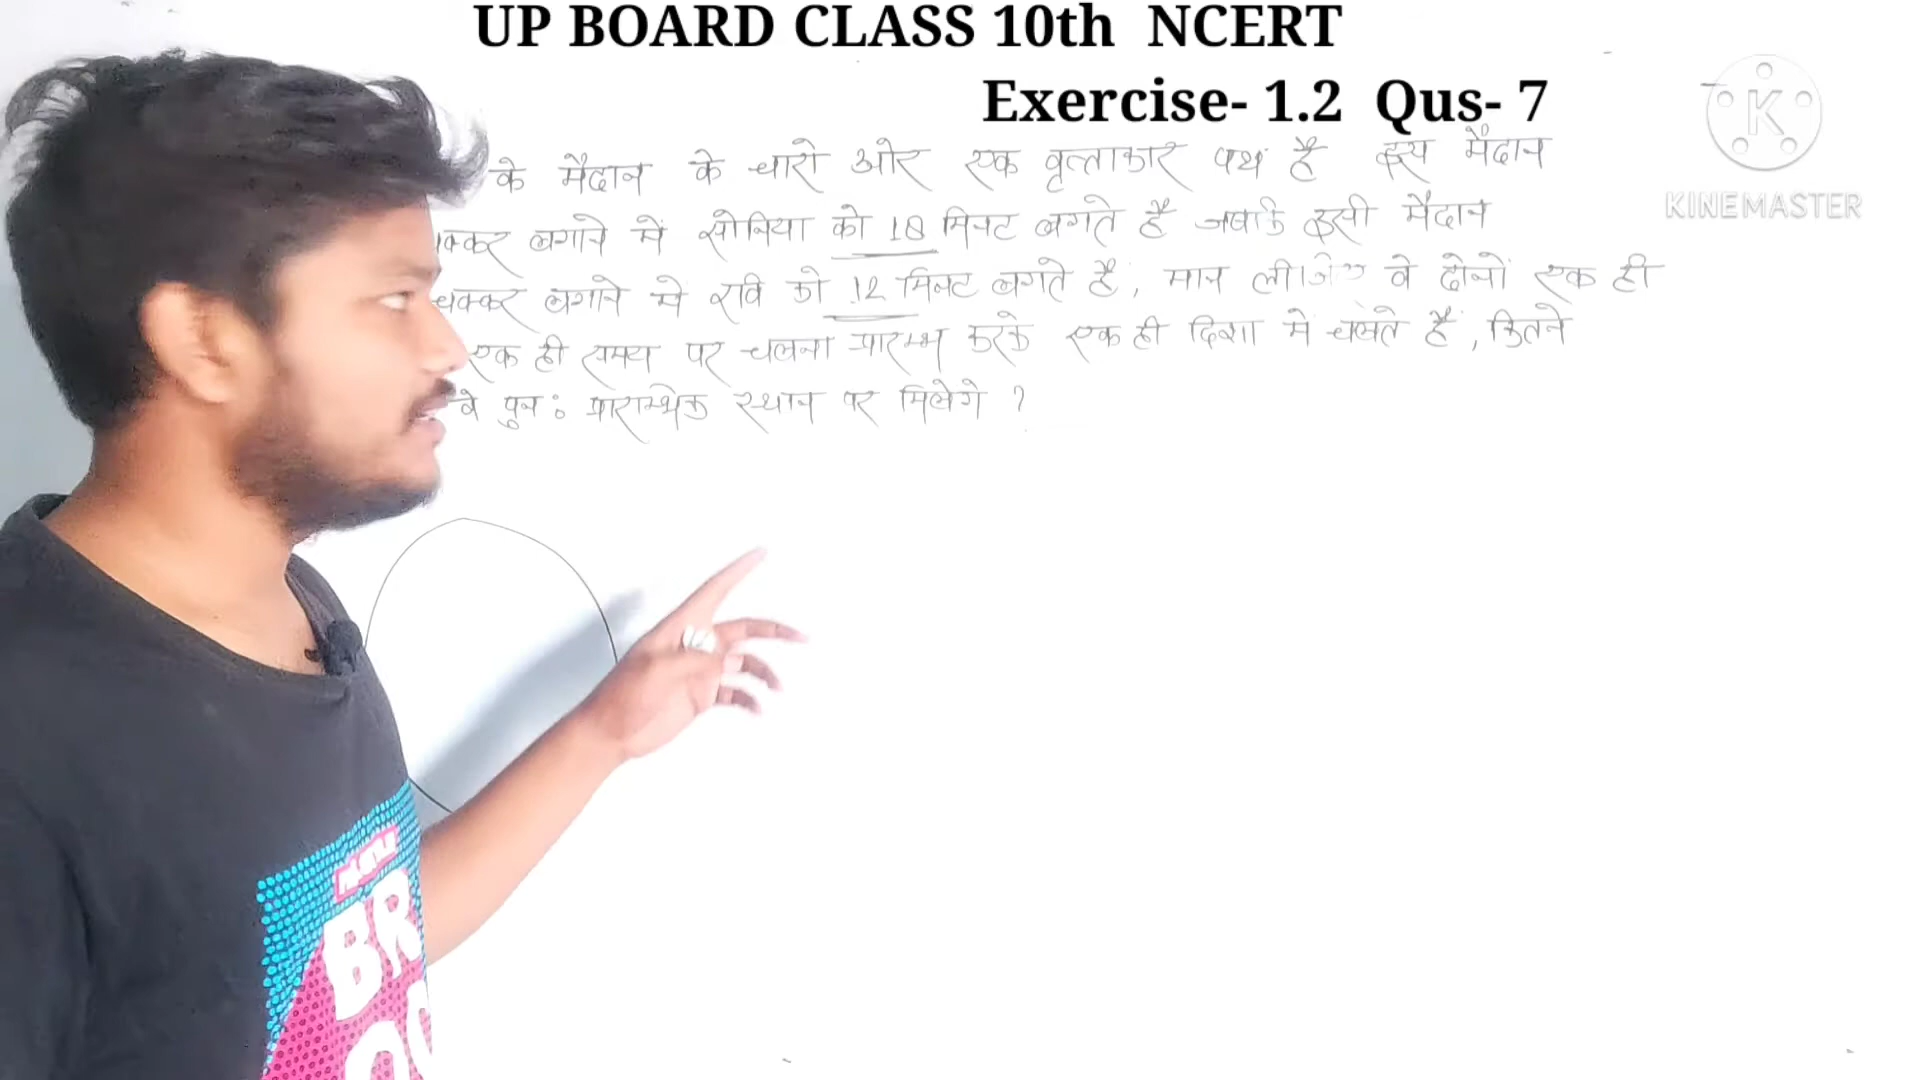 UP BOARD CLASS 10th NCERT
Exercise- 1.2 Qus- 7
K
KINEMASTER
के मैदान के चारो ओर एक वृत्ताकार पथ है इस मैदान
लगाने में सोनिया को 18 मिनट लगते है जबकि इसी मैदान
चक्कर लगाने मे रवि को 12 मिनट लगते है, मान लीजिए वे दोनों एक ही
एक ही समय पर चलना प्रारम्भ करके एक ही दिशा में चलते है, कितने
वे पुनः प्रारम्भिक स्थान पर मिलेगे ?
BR